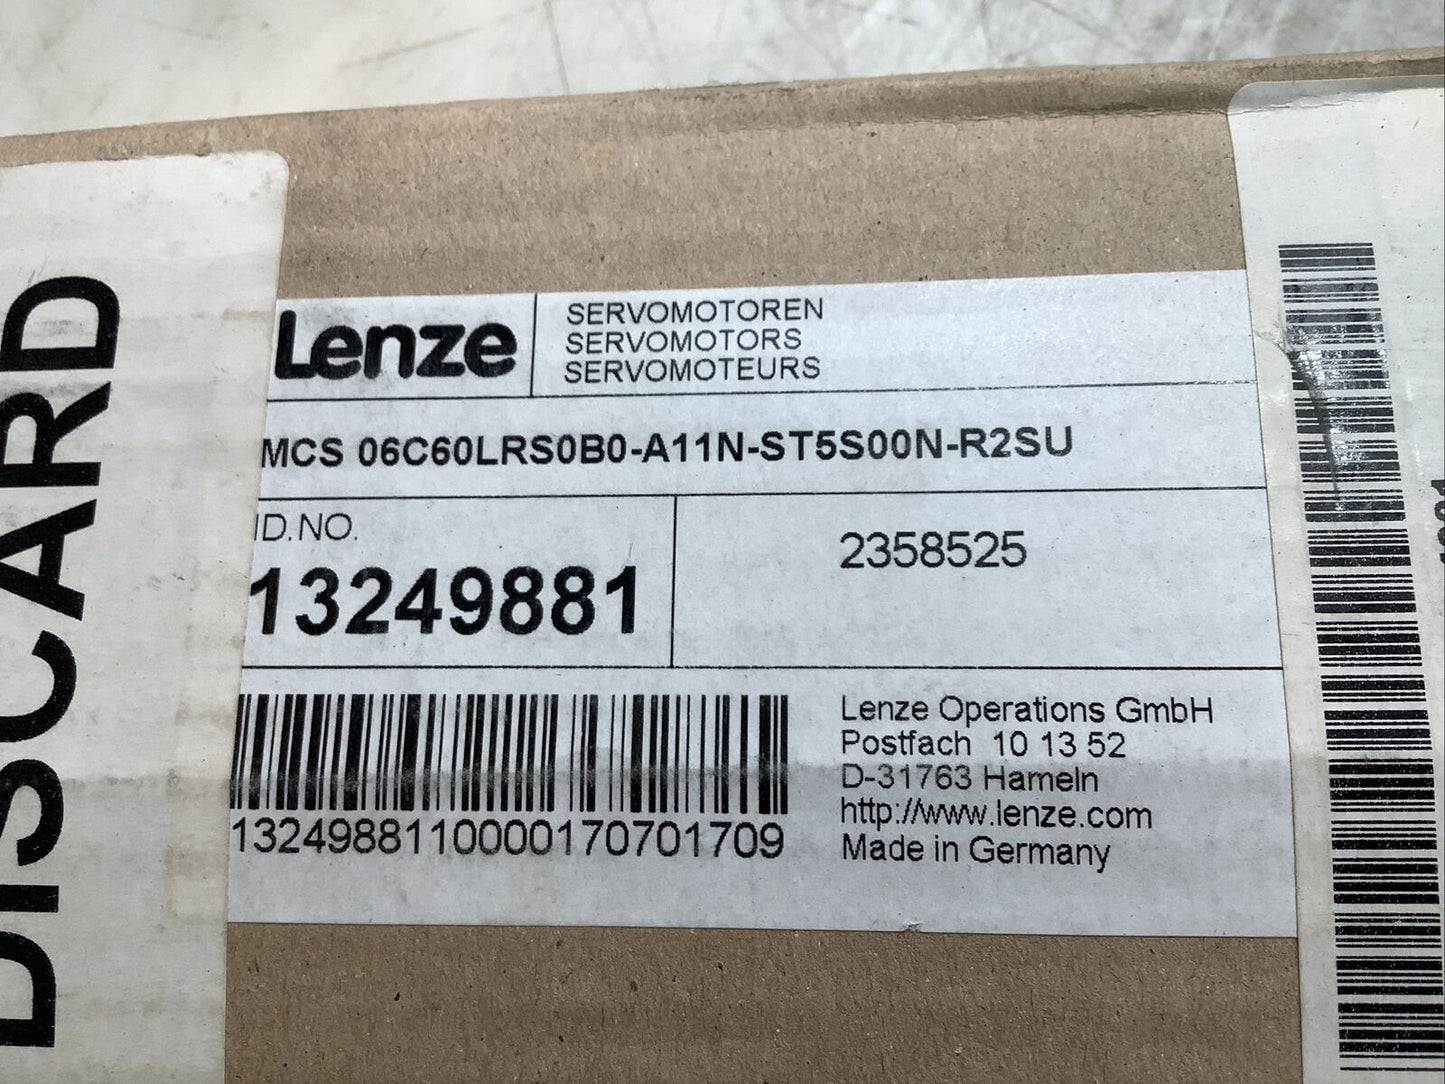 DISCARD
Lenze
SERVOMOTOREN
SERVOMOTORS
SERVOMOTEURS
MCS 06C60LRS0B0-A11N-ST5S00N-R2SU
ID.NO.
13249881
2358525
1324988110000170701709
Lenze Operations GmbH
Postfach 10 13 52
D-31763 Hameln
http://www.lenze.com
Made in Germany